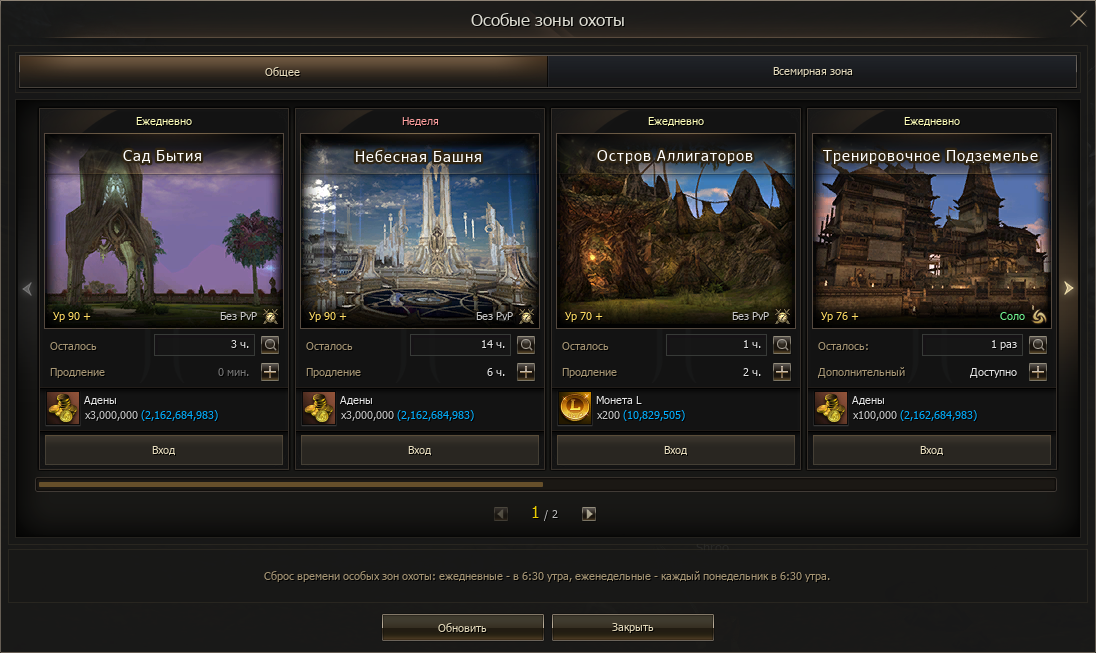 Особые зоны охоты
Общее
Всемирная зона
Ежедневно
Сад Бытия
Ур 90 +
Без PvP
Осталось
3 ч.
Продление
0 мин.
Адены
x3,000,000 (2,162,684,983)
Вход
Неделя
Небесная Башня
Ур 90 +
Без PvP
Осталось
14 ч.
Продление
6 ч.
Адены
x3,000,000 (2,162,684,983)
Вход
Ежедневно
Остров Аллигаторов
Ур 70 +
Без PvP
Осталось
1 ч.
Продление
2 ч.
Монета L
x200 (10,829,505)
Вход
Ежедневно
Тренировочное Подземелье
Ур 76 +
Соло
Осталось:
1 раз
Дополнительный
Доступно
Адены
x100,000 (2,162,684,983)
Вход
1 / 2
Сброс времени особых зон охоты: ежедневные - в 6:30 утра, еженедельные - каждый понедельник в 6:30 утра.
Обновить
Закрыть